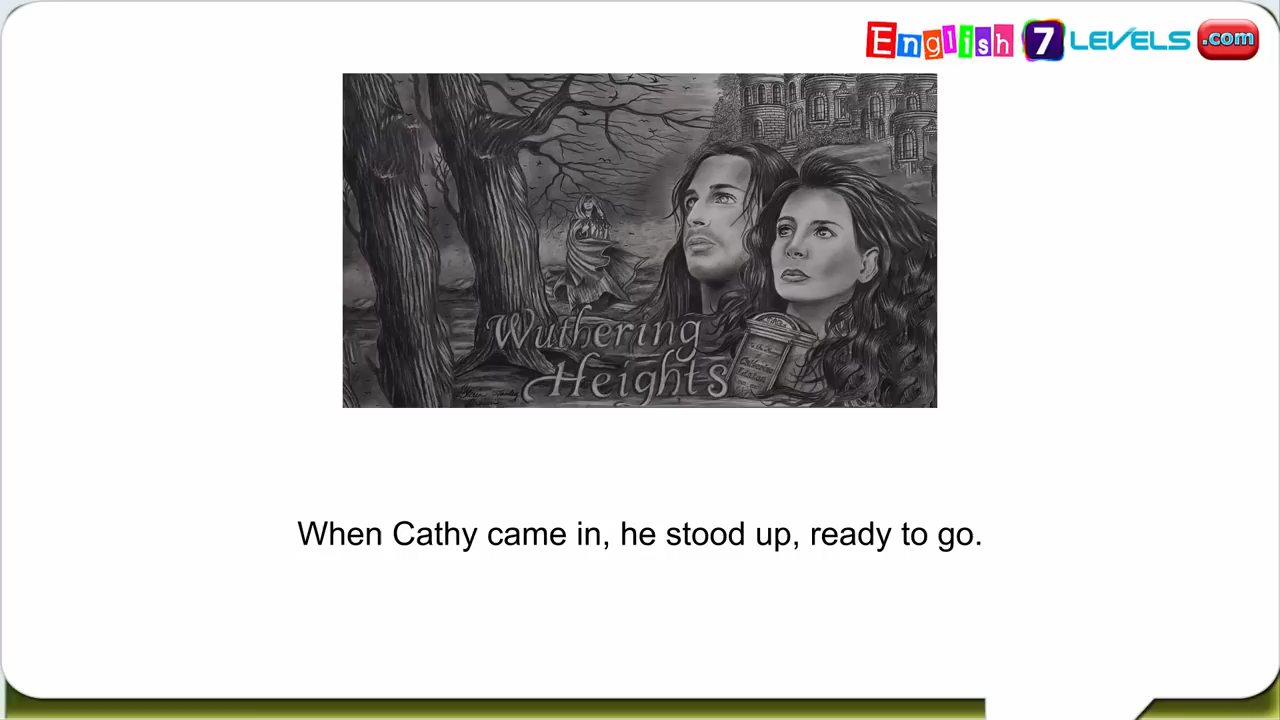 English 7 LEVELS .com
Wuthering
Heights
When Cathy came in, he stood up, ready to go.